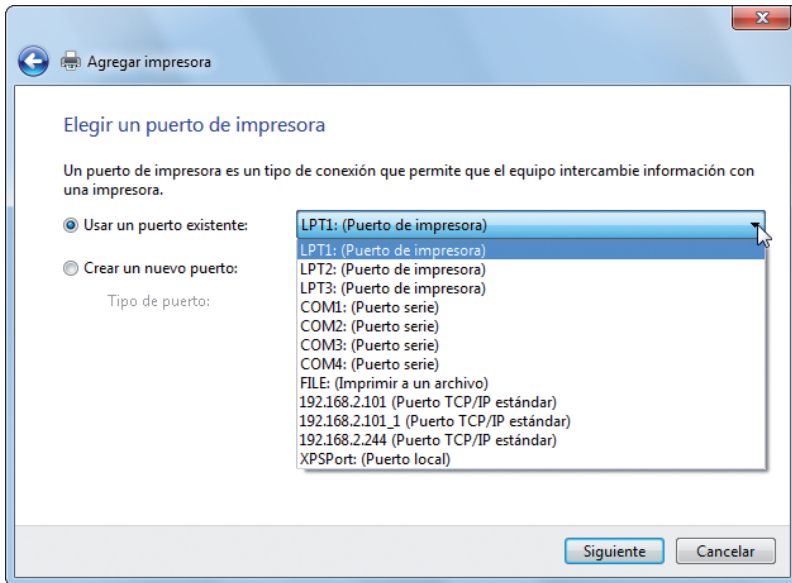 Agregar impresora
Elegir un puerto de impresora
Un puerto de impresora es un tipo de conexión que permite que el equipo intercambie información con
una impresora.
Usar un puerto existente:
LPT1: (Puerto de impresora)
LPT1: (Puerto de impresora)
LPT2: (Puerto de impresora)
Crear un nuevo puerto:
LPT3: (Puerto de impresora)
Tipo de puerto:
COM1: (Puerto serie)
COM2: (Puerto serie)
COM3: (Puerto serie)
COM4: (Puerto serie)
FILE: (Imprimir a un archivo)
192.168.2.101 (Puerto TCP/IP estándar)
192.168.2.101_1 (Puerto TCP/IP estándar)
192.168.2.244 (Puerto TCP/IP estándar)
XPSPort: (Puerto local)
Siguiente
Cancelar